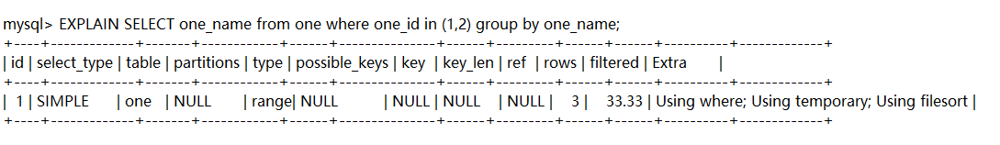 mysql> EXPLAIN SELECT one_name from one where one_id in (1,2) group by one_name;
+----+-------------+-------+------------+------+---------------+------+---------+------+------+----------+-------------+
| id | select_type | table | partitions | type | possible_keys | key | key_len | ref | rows | filtered | Extra |
+----+-------------+-------+------------+------+---------------+------+---------+------+------+----------+-------------+
| 1 | SIMPLE | one | NULL | range| NULL | NULL | NULL | NULL | 3 | 33.33 | Using where; Using temporary; Using filesort |
+----+-------------+-------+------------+------+---------------+------+---------+------+------+----------+-------------+